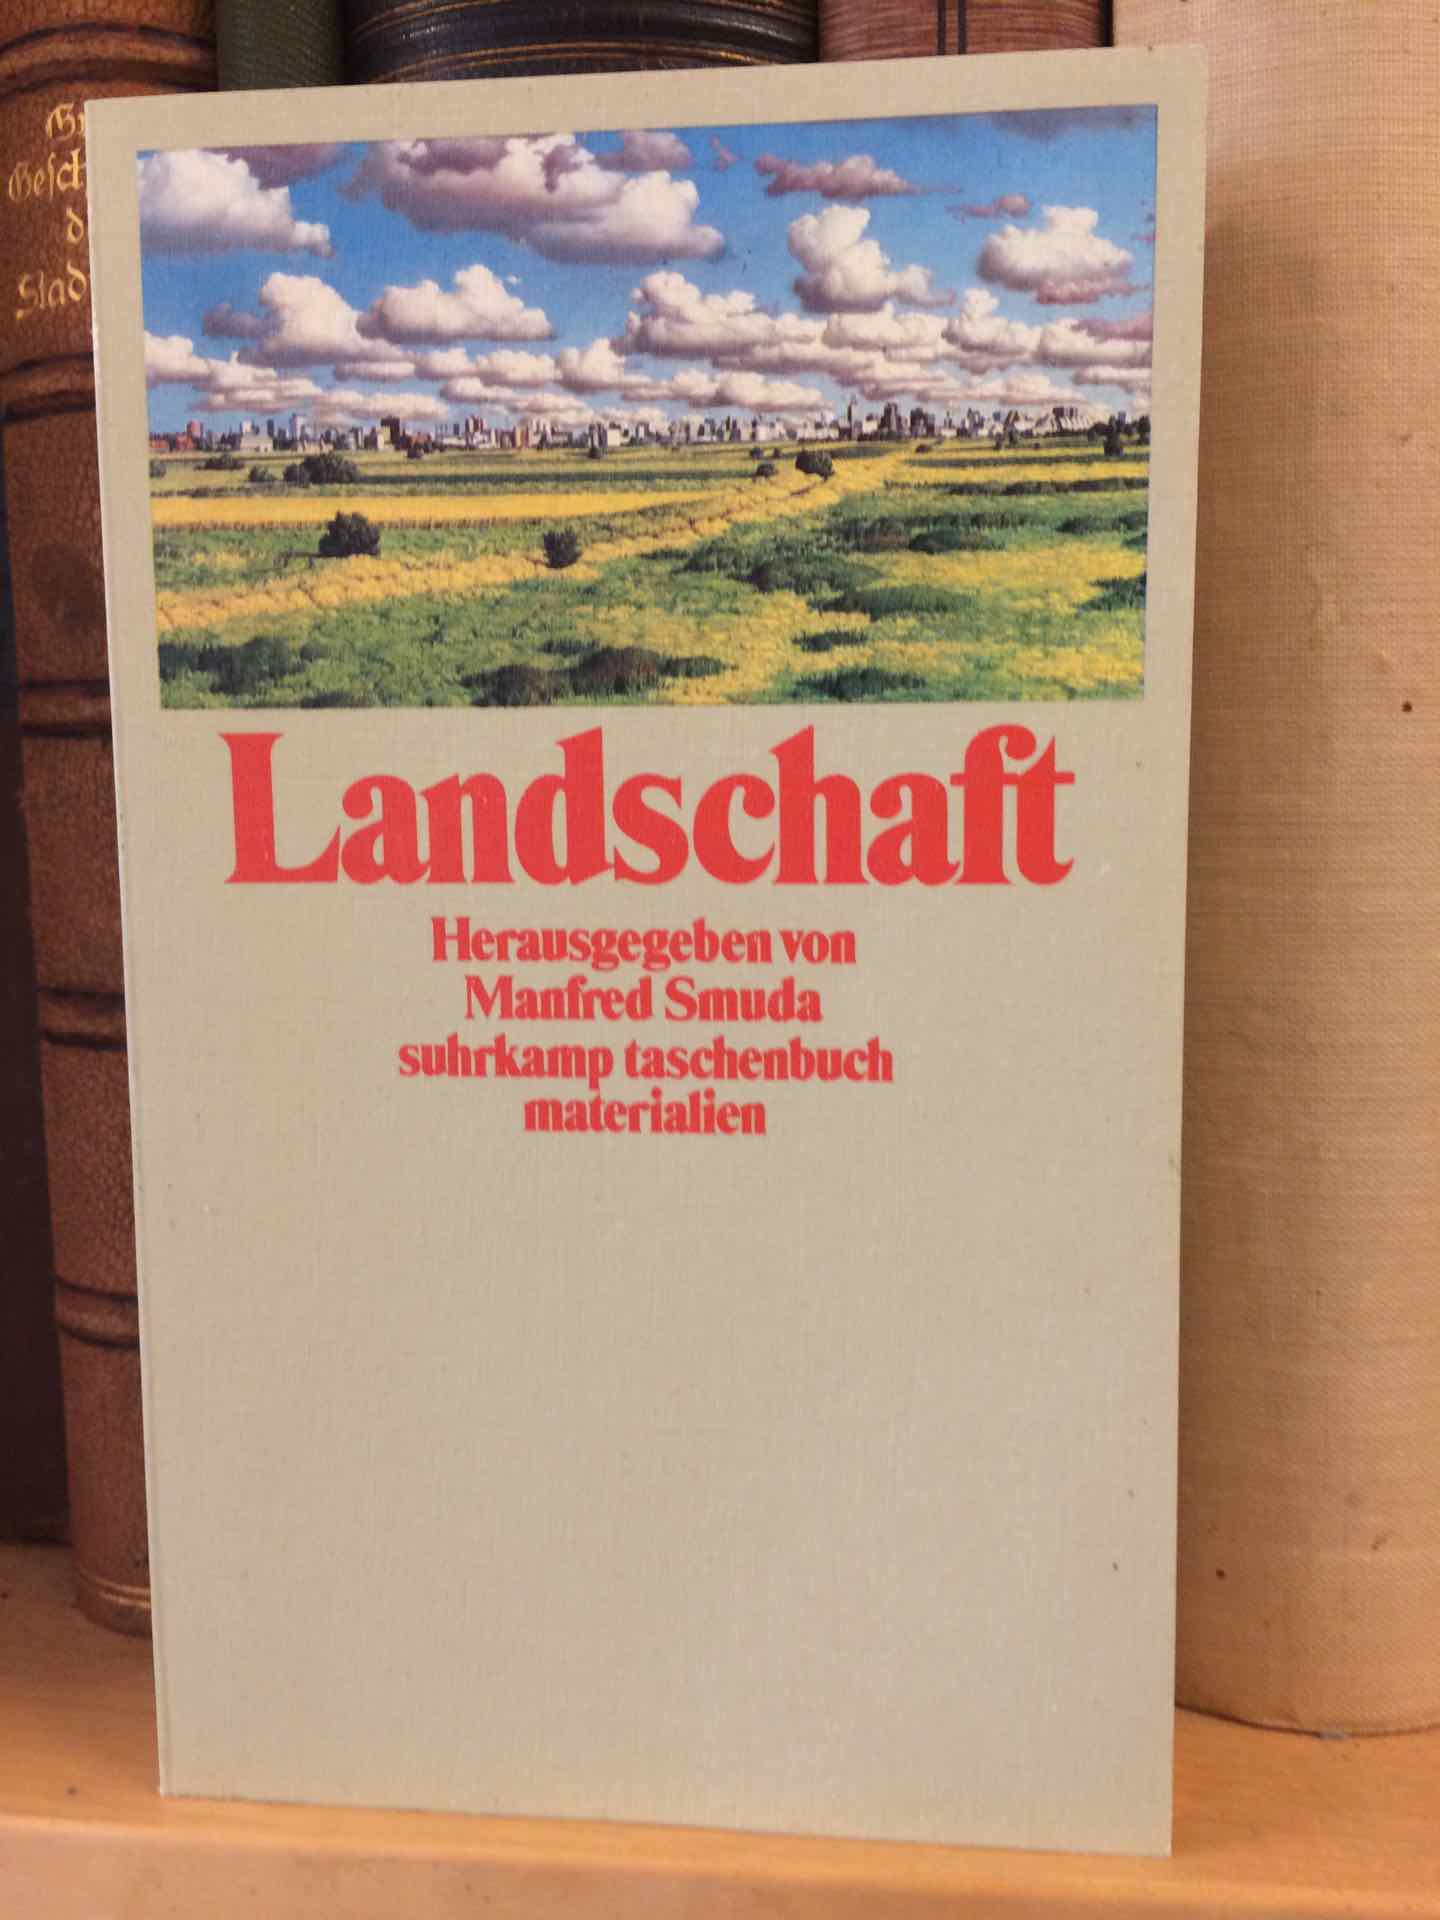 Landschaft
Herausgegeben von
Manfred Smuda
suhrkamp taschenbuch
materialien